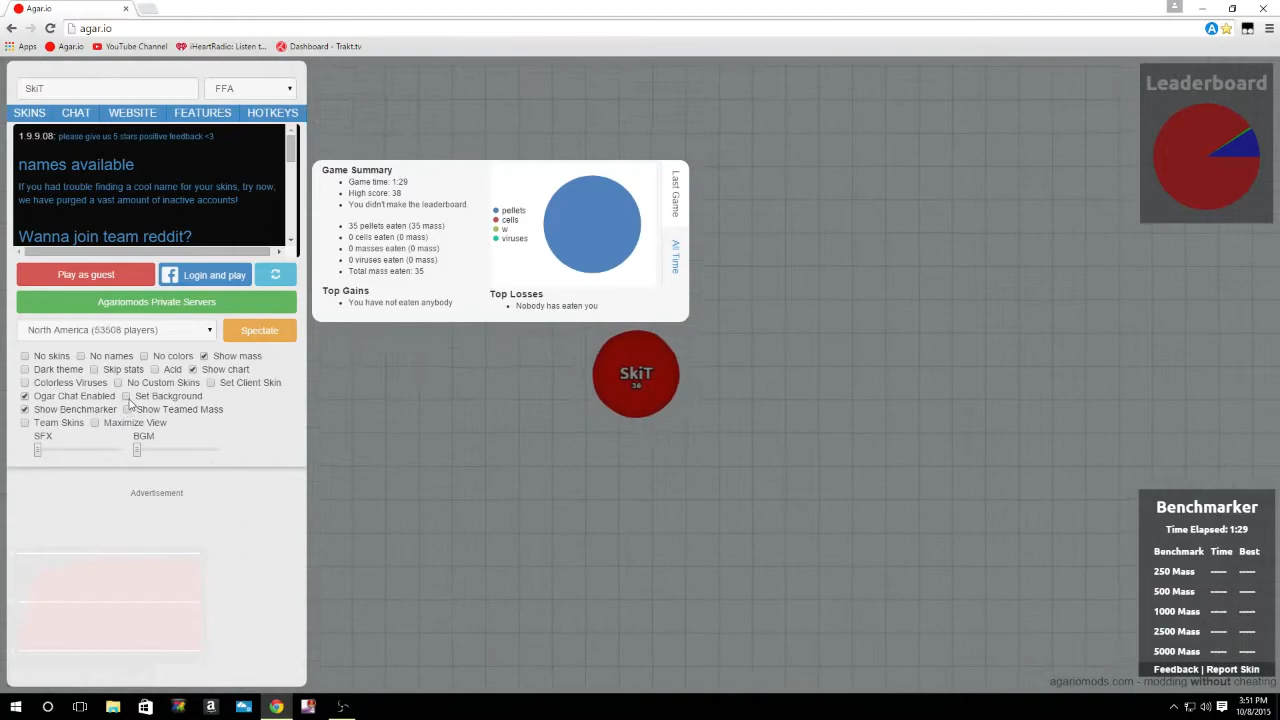 Agar.io
agar.io
Apps Agar.io YouTube Channel iHeartRadio: Listen t... Dashboard - Trakt.tv
SkiT FFA
SKINS CHAT WEBSITE FEATURES HOTKEYS
1.9.9.08: please give us 5 stars positive feedback <3
names available
If you had trouble finding a cool name for your skins, try now,
we have purged a vast amount of inactive accounts!
Wanna join team reddit?
Play as guest Login and play
Agariomods Private Servers
North America (53508 players) Spectate
No skins No names No colors Show mass
Dark theme Skip stats Acid Show chart
Colorless Viruses No Custom Skins Set Client Skin
Ogar Chat Enabled Set Background
Show Benchmarker Show Teamed Mass
Team Skins Maximize View
SFX BGM
Advertisement
Game Summary
Game time: 1:29
High score: 38
You didn't make the leaderboard.
35 pellets eaten (35 mass)
0 cells eaten (0 mass)
0 masses eaten (0 mass)
0 viruses eaten (0 mass)
Total mass eaten: 35
pellets
cells
w
viruses
Last Game
All Time
Top Gains
You have not eaten anybody
Top Losses
Nobody has eaten you
SkiT
36
Leaderboard
Benchmarker
Time Elapsed: 1:29
Benchmark Time Best
250 Mass ----- -----
500 Mass ----- -----
1000 Mass ----- -----
2500 Mass ----- -----
5000 Mass ----- -----
Feedback | Report Skin
agariomods.com - modding without cheating
3:51 PM
10/8/2015